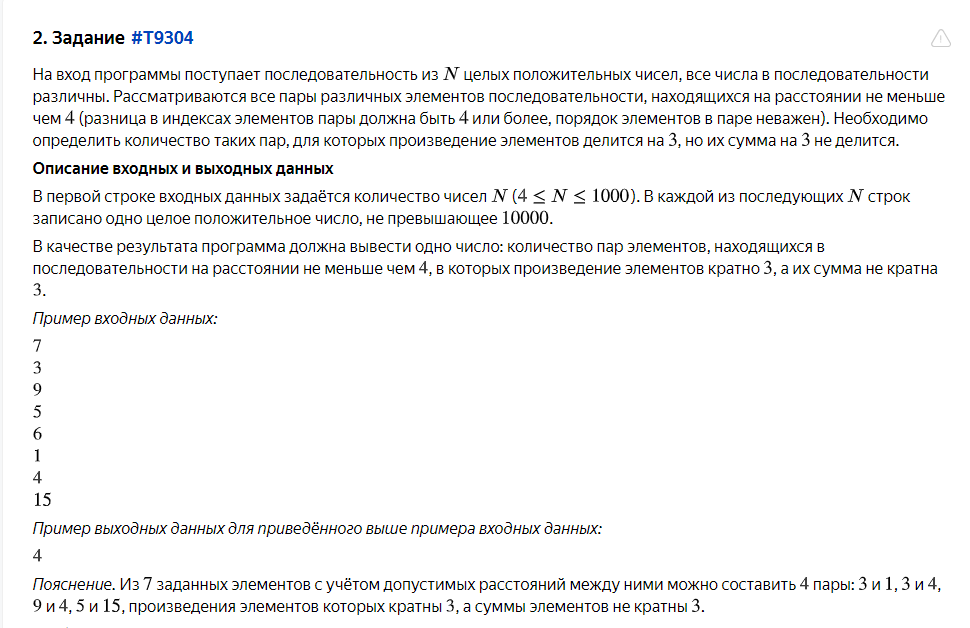 2. Задание #T9304
На вход программы поступает последовательность из N целых положительных чисел, все числа в последовательности
различны. Рассматриваются все пары различных элементов последовательности, находящихся на расстоянии не меньше
чем 4 (разница в индексах элементов пары должна быть 4 или более, порядок элементов в паре неважен). Необходимо
определить количество таких пар, для которых произведение элементов делится на 3, но их сумма на 3 не делится.
Описание входных и выходных данных
В первой строке входных данных задаётся количество чисел N (4 ≤ N ≤ 1000). В каждой из последующих N строк
записано одно целое положительное число, не превышающее 10000.
В качестве результата программа должна вывести одно число: количество пар элементов, находящихся в
последовательности на расстоянии не меньше чем 4, в которых произведение элементов кратно 3, а их сумма не кратна
3.
Пример входных данных:
7
3
9
5
6
1
4
15
Пример выходных данных для приведённого выше примера входных данных:
4
Пояснение. Из 7 заданных элементов с учётом допустимых расстояний между ними можно составить 4 пары: 3 и 1, 3 и 4,
9 и 4, 5 и 15, произведения элементов которых кратны 3, а суммы элементов не кратны 3.